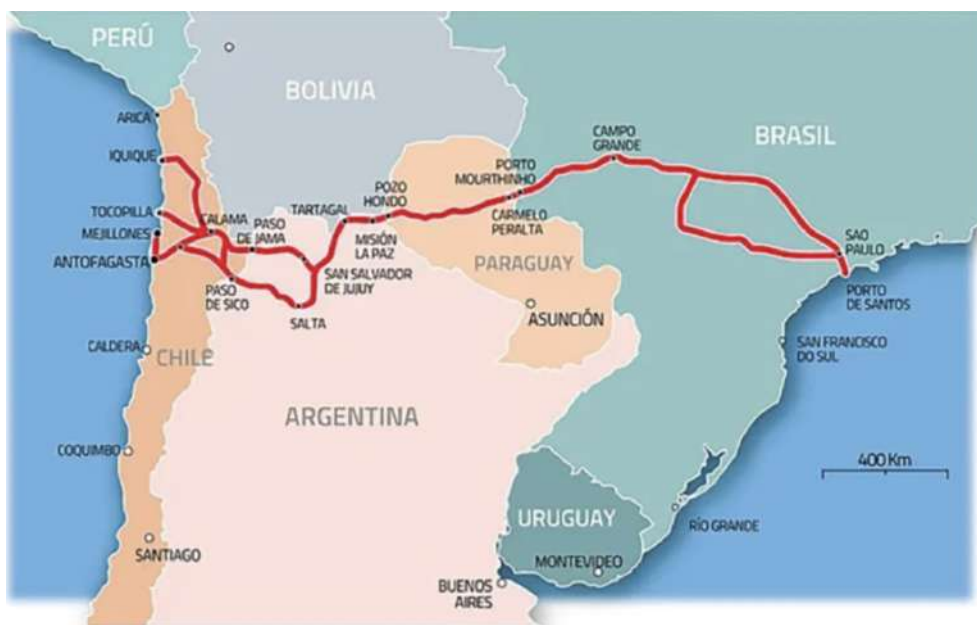 PERÚ
BOLIVIA
ARICA
CAMPO
GRANDE
BRASIL
IQUIQUE
PORTO
MOURTHINHO
POZO
HONDO
TOCOPILLA
CALAMA
PASO
DE JAMA
TARTAGAL
MEJILLONES
CARMELO
PERALTA
MISIÓN
LA PAZ
SAO
PAULO
ANTOFAGASTA
PARAGUAY
PASO
DE SICO
SAN SALVADOR
DE JUJUY
PORTO
DE SANTOS
SALTA
ASUNCIÓN
CALDERA
CHILE
SAN FRANCISCO
DO SUL
ARGENTINA
COQUIMBO
400 Km
URUGUAY
RÍO GRANDE
SANTIAGO
MONTEVIDEO
BUENOS
AIRES